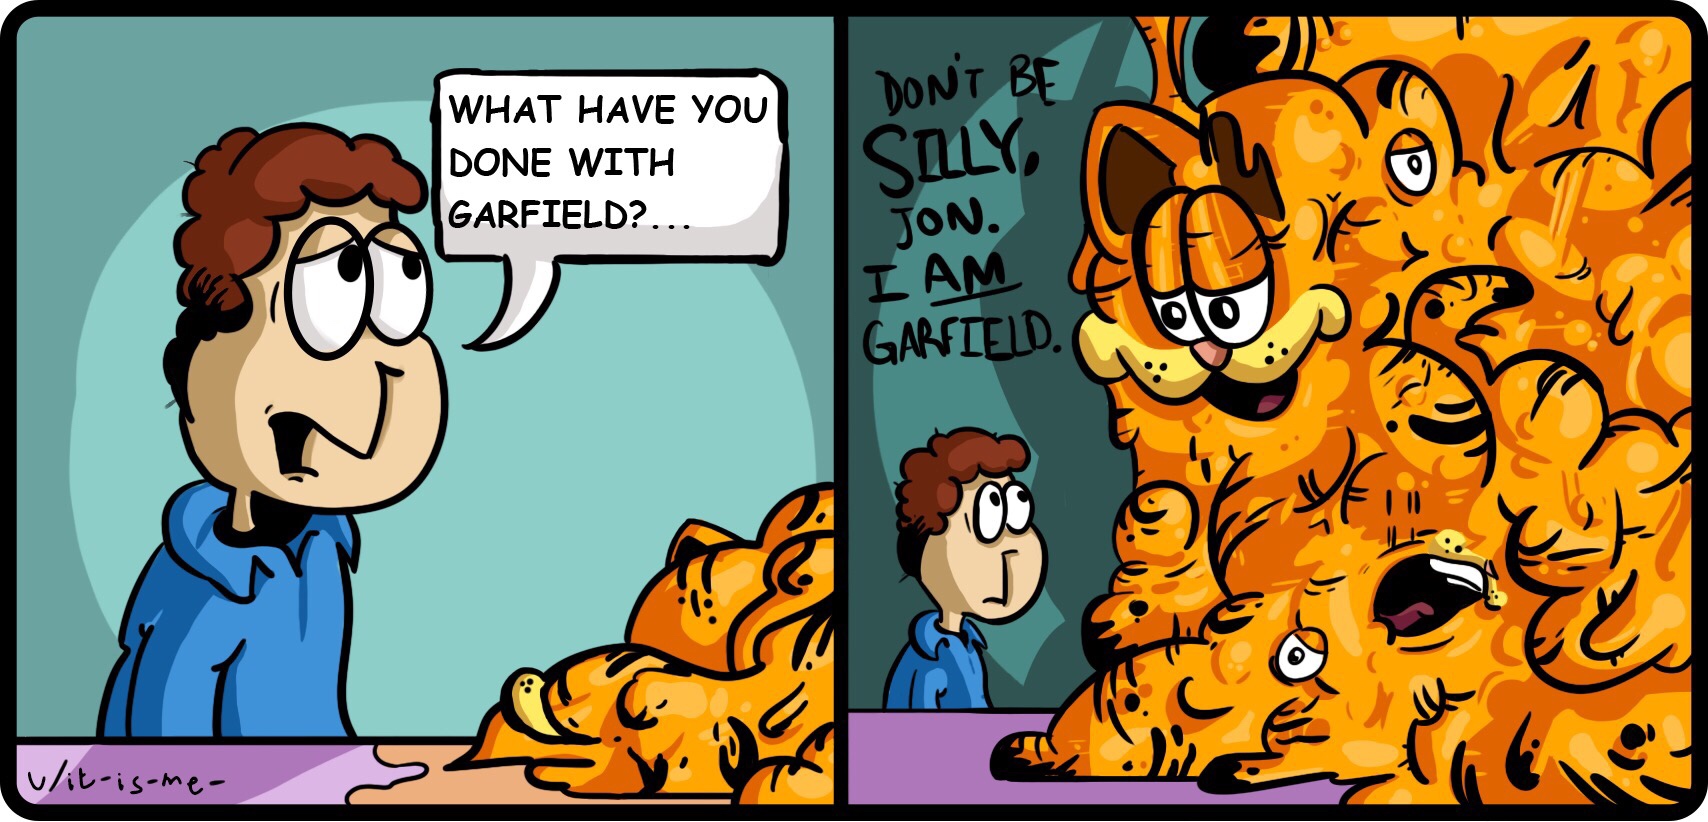 WHAT HAVE YOU
DONE WITH
GARFIELD?...
DON'T BE
SILLY,
JON.
I AM
GARFIELD.
u/it-is-me-